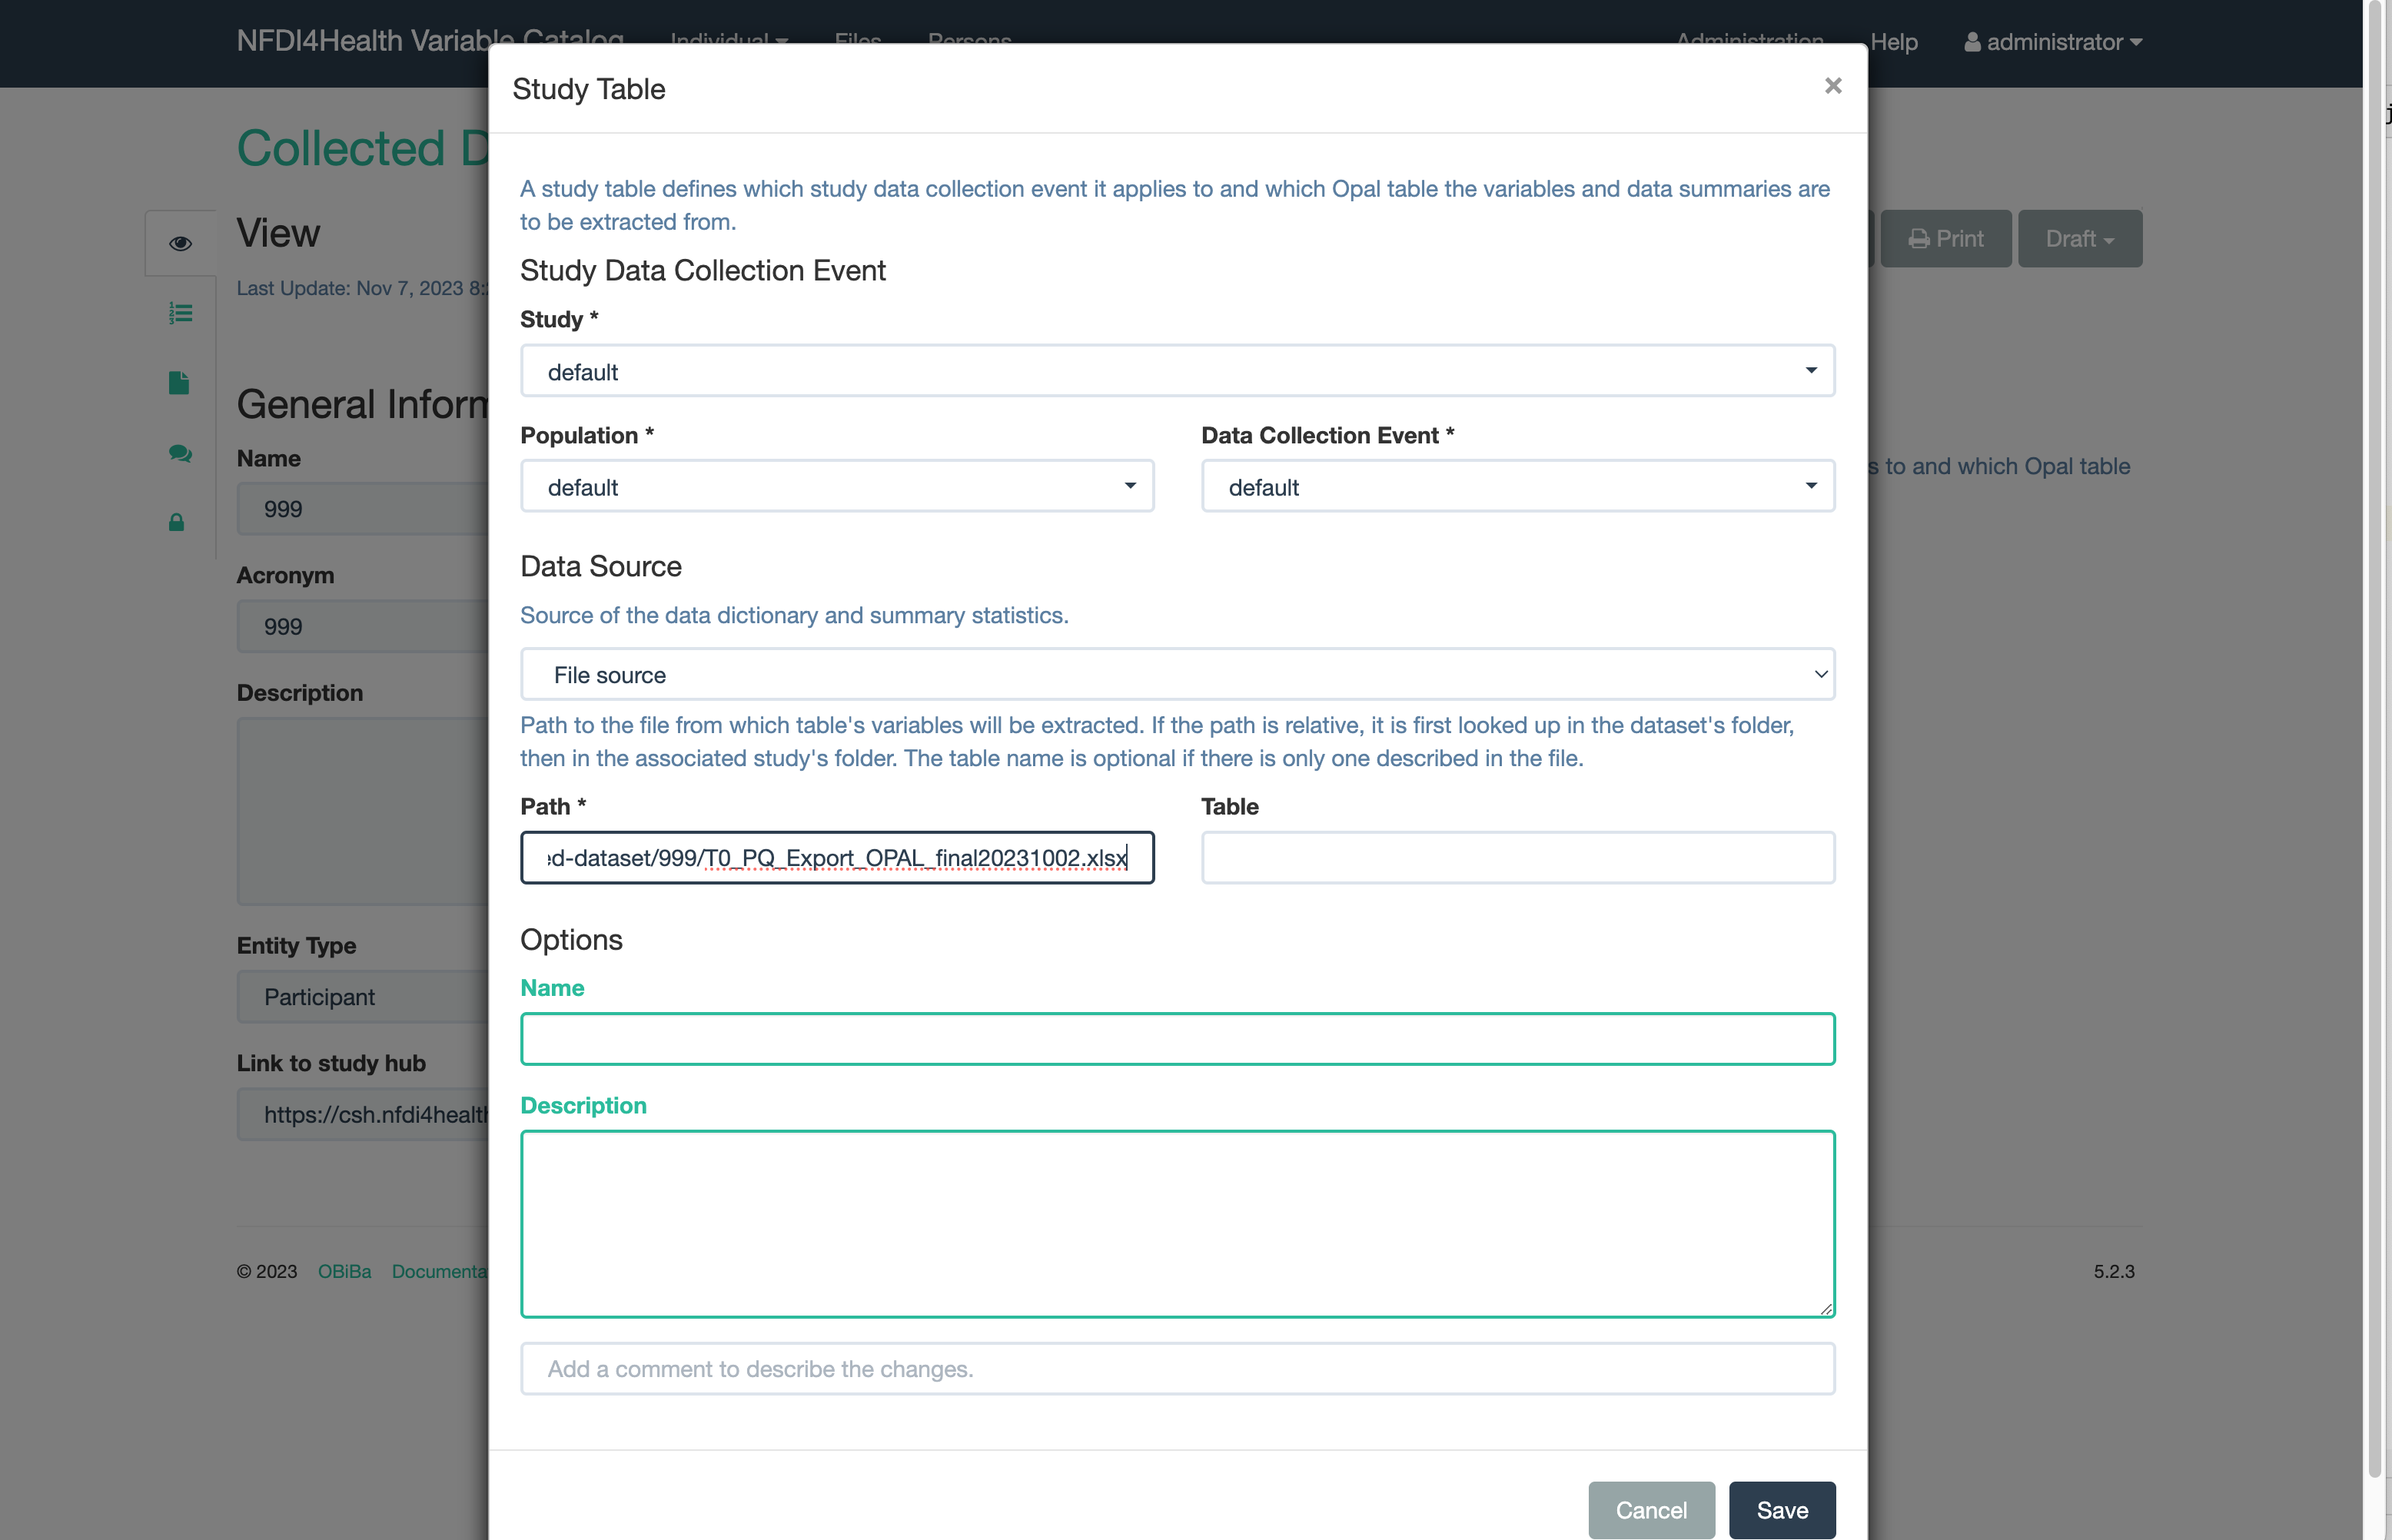 NFDI4Health Variable Catalog Individual Files Persons Administration Help administrator
Study Table ×
Collected D
A study table defines which study data collection event it applies to and which Opal table the variables and data summaries are
to be extracted from.
View
Print Draft
Last Update: Nov 7, 2023 8:
Study Data Collection Event
Study *
default
General Inform
Population * Data Collection Event *
default default
Name
s to and which Opal table
999
Data Source
Acronym
Source of the data dictionary and summary statistics.
999
File source
Description
Path to the file from which table's variables will be extracted. If the path is relative, it is first looked up in the dataset's folder,
then in the associated study's folder. The table name is optional if there is only one described in the file.
Path * Table
ed-dataset/999/T0_PQ_Export_OPAL_final20231002.xlsx
Options
Entity Type
Name
Participant
Link to study hub
Description
https://csh.nfdi4healt
© 2023 OBiBa Documenta
5.2.3
Add a comment to describe the changes.
Cancel Save